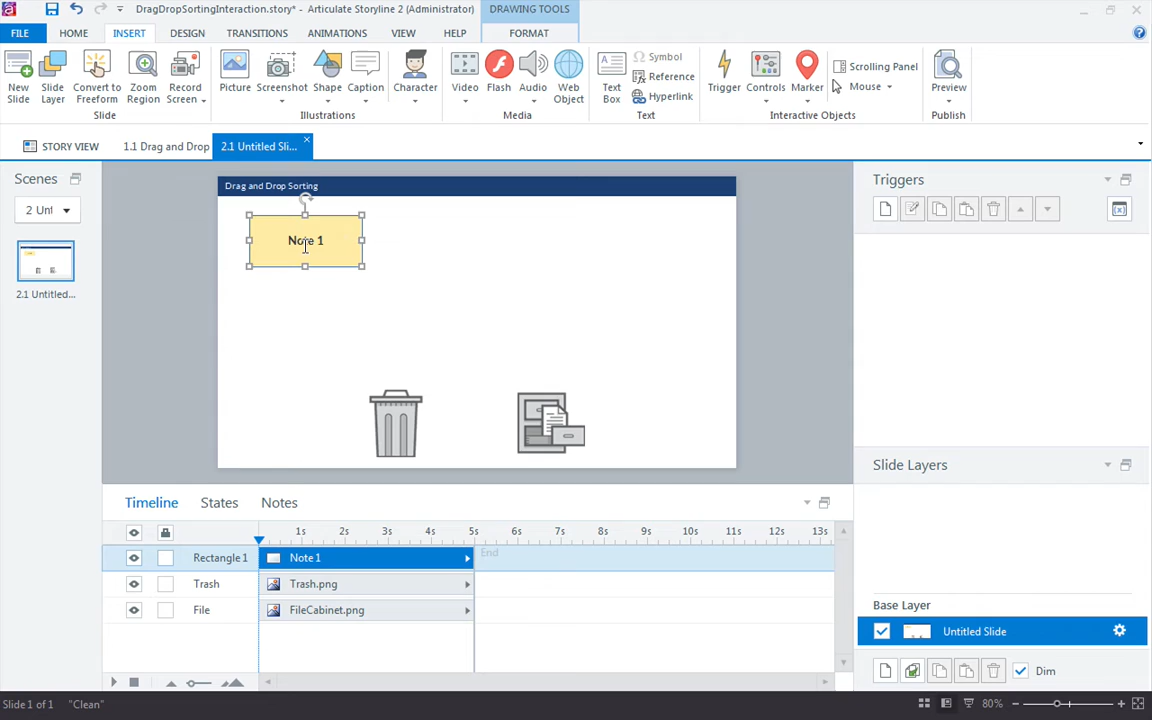 DragDropSortingInteraction.story* - Articulate Storyline 2 (Administrator)
DRAWING TOOLS
FILE HOME INSERT DESIGN TRANSITIONS ANIMATIONS VIEW HELP FORMAT
New Slide
Slide Layer
Convert to Freeform
Zoom Region
Record Screen
Picture
Screenshot
Shape
Caption
Character
Video
Flash
Audio
Web Object
Text Box
Symbol
Reference
Hyperlink
Trigger
Controls
Marker
Scrolling Panel
Mouse
Preview
Slide
Illustrations
Media
Text
Interactive Objects
Publish
STORY VIEW
1.1 Drag and Drop
2.1 Untitled Sli...
Scenes
2 Unt
2.1 Untitled...
Drag and Drop Sorting
Note 1
Triggers
Slide Layers
Base Layer
Untitled Slide
Dim
Timeline States Notes
1s 2s 3s 4s 5s 6s 7s 8s 9s 10s 11s 12s 13s
Rectangle 1 Note 1 End
Trash Trash.png
File FileCabinet.png
Slide 1 of 1 "Clean"
80%